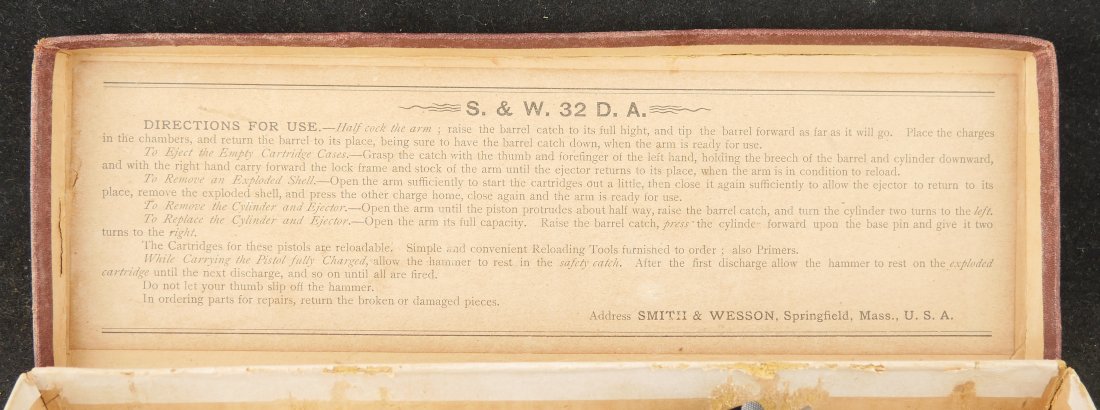 S. & W. 32 D. A.
DIRECTIONS FOR USE.—Half cock the arm ; raise the barrel catch to its full hight, and tip the barrel forward as far as it will go. Place the charges
in the chambers, and return the barrel to its place, being sure to have the barrel catch down, when the arm is ready for use.
To Eject the Empty Cartridge Cases.—Grasp the catch with the thumb and forefinger of the left hand, holding the breech of the barrel and cylinder downward,
and with the right hand carry forward the lock frame and stock of the arm until the ejector returns to its place, when the arm is in condition to reload.
To Remove an Exploded Shell.—Open the arm sufficiently to start the cartridges out a little, then close it again sufficiently to allow the ejector to return to its
place, remove the exploded shell, and press the other charge home, close again and the arm is ready for use.
To Remove the Cylinder and Ejector.—Open the arm until the piston protrudes about half way, raise the barrel catch, and turn the cylinder two turns to the left.
To Replace the Cylinder and Ejector.—Open the arm its full capacity. Raise the barrel catch, press the cylinder forward upon the base pin and give it two
turns to the right.
The Cartridges for these pistols are reloadable. Simple and convenient Reloading Tools furnished to order ; also Primers.
While Carrying the Pistol fully Charged, allow the hammer to rest in the safety catch. After the first discharge allow the hammer to rest on the exploded
cartridge until the next discharge, and so on until all are fired.
Do not let your thumb slip off the hammer.
In ordering parts for repairs, return the broken or damaged pieces.
Address SMITH & WESSON, Springfield, Mass., U. S. A.